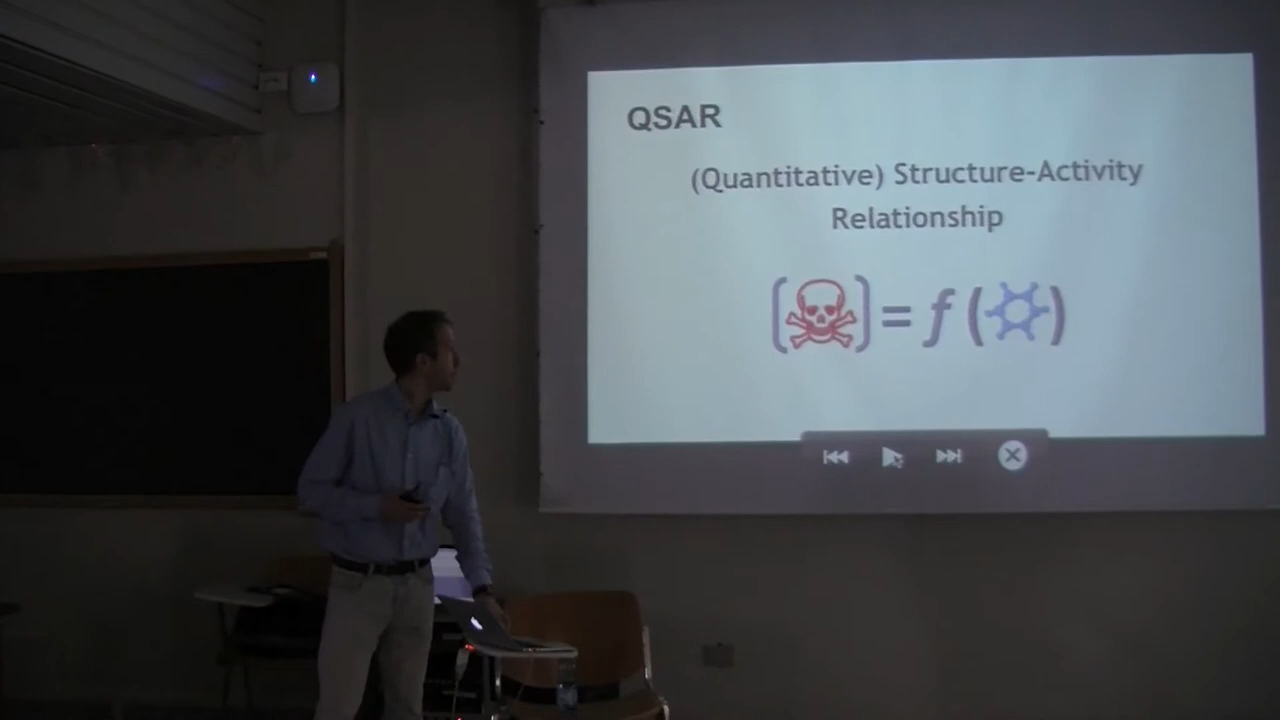 QSAR
(Quantitative) Structure-Activity
Relationship
= f ( )